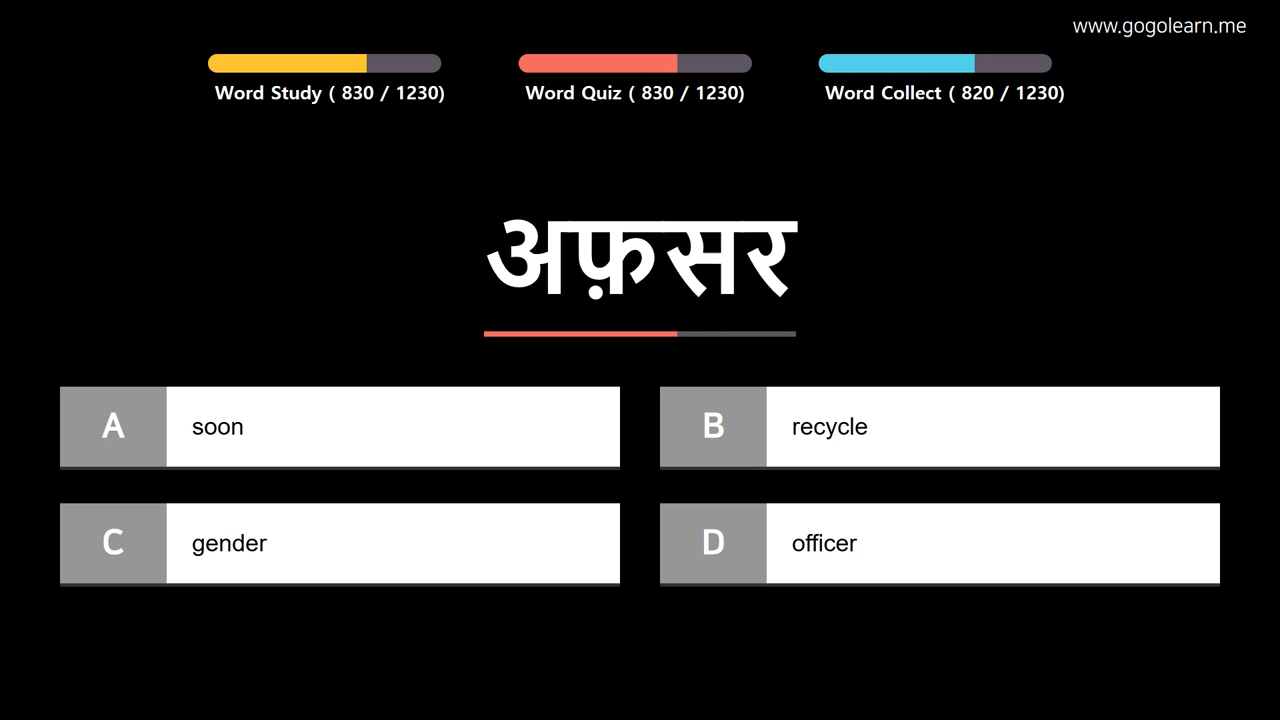 www.gogolearn.me
Word Study ( 830 / 1230)
Word Quiz ( 830 / 1230)
Word Collect ( 820 / 1230)
अफ़सर
A soon
B recycle
C gender
D officer